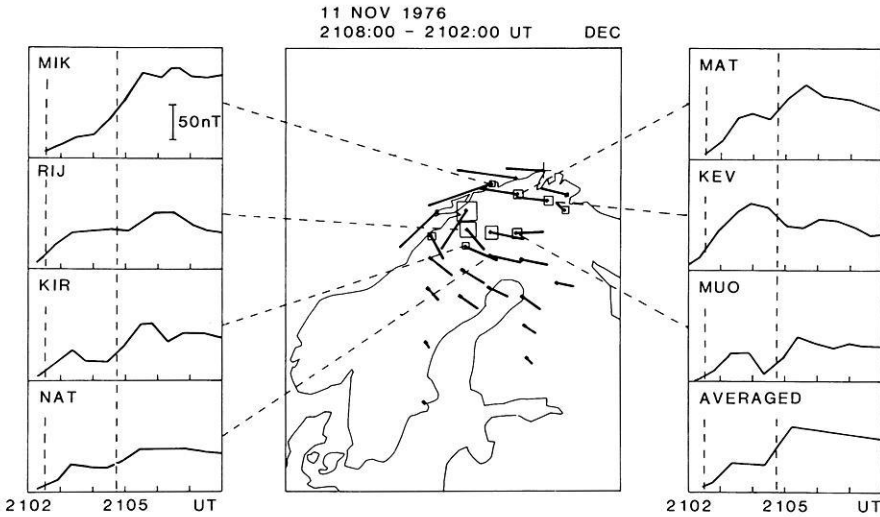 11 NOV 1976
2108:00 - 2102:00 UT DEC
MIK
50nT
RIJ
KIR
NAT
2102 2105 UT
MAT
KEV
MUO
AVERAGED
2102 2105 UT